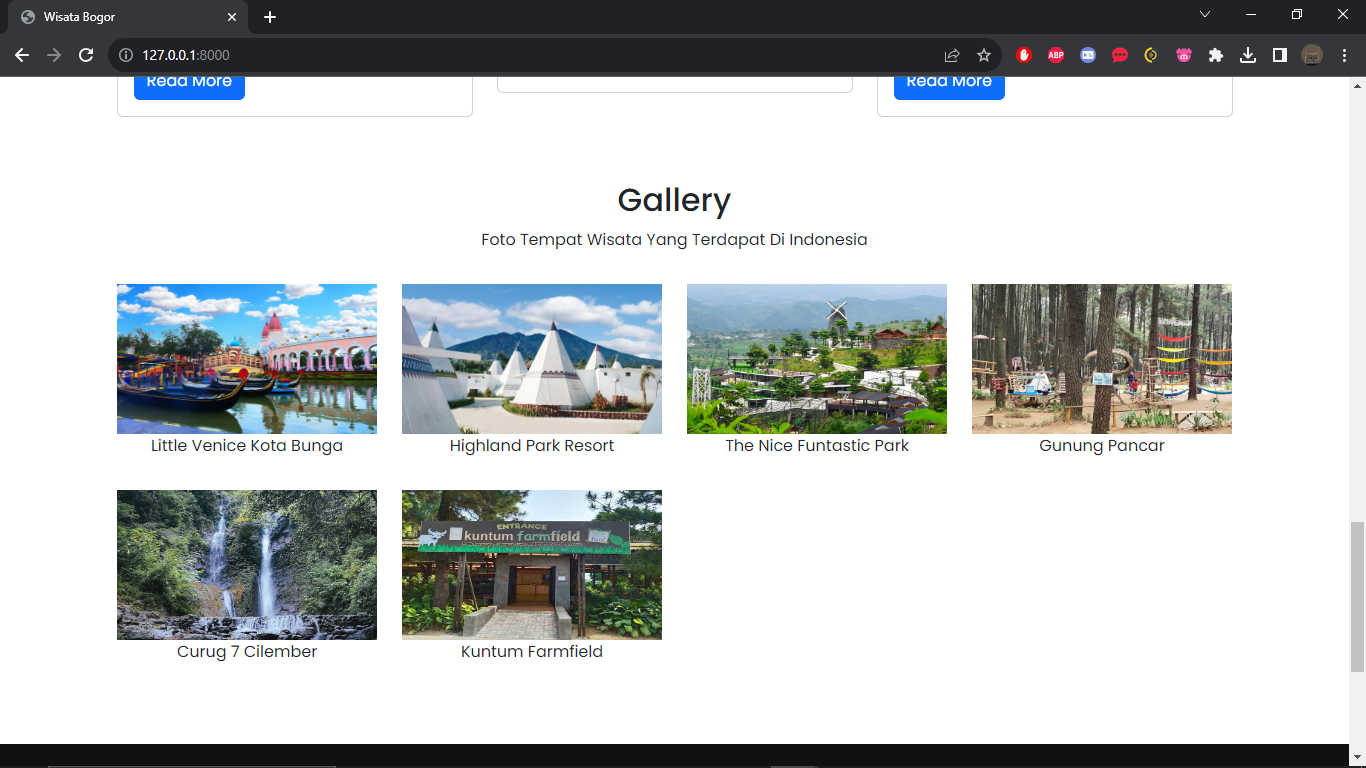 Wisata Bogor
127.0.0.1:8000
ABP
Read More
Read More
Gallery
Foto Tempat Wisata Yang Terdapat Di Indonesia
Little Venice Kota Bunga
Highland Park Resort
The Nice Funtastic Park
Gunung Pancar
ENTRANCE
kuntum farmfield
Curug 7 Cilember
Kuntum Farmfield